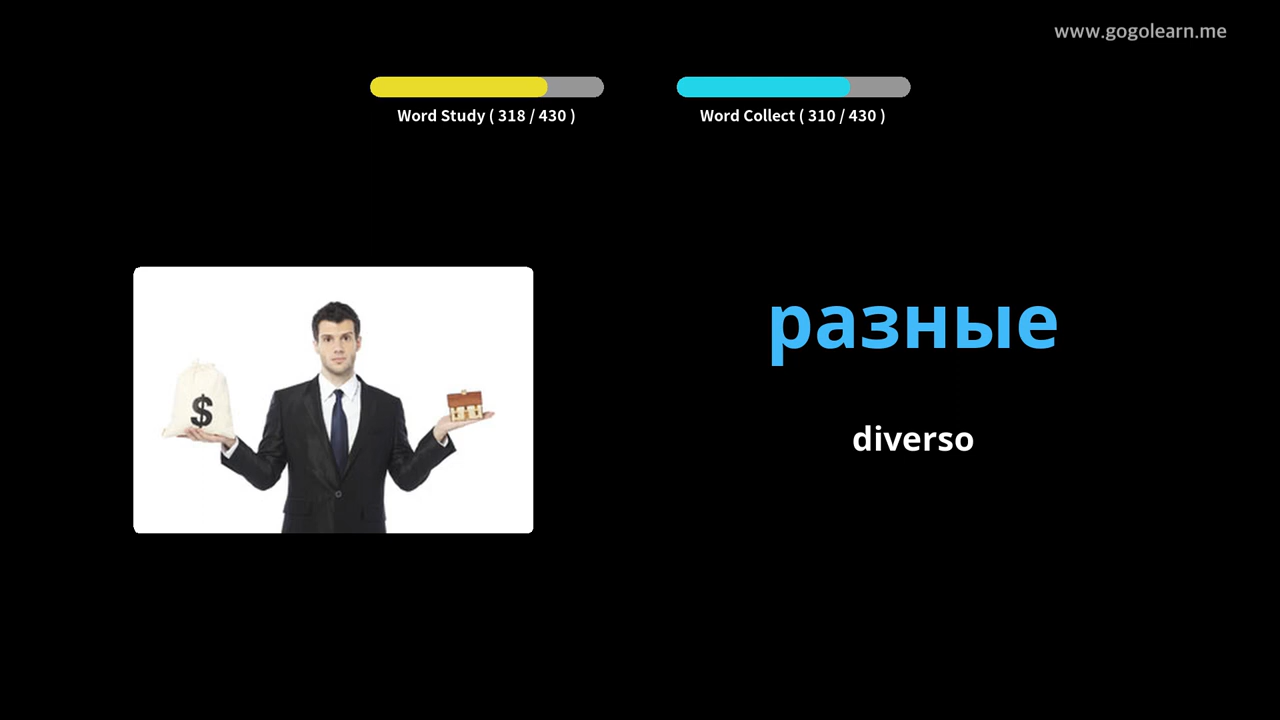 www.gogolearn.me
Word Study ( 318 / 430 )
Word Collect ( 310 / 430 )
$
разные
diverso